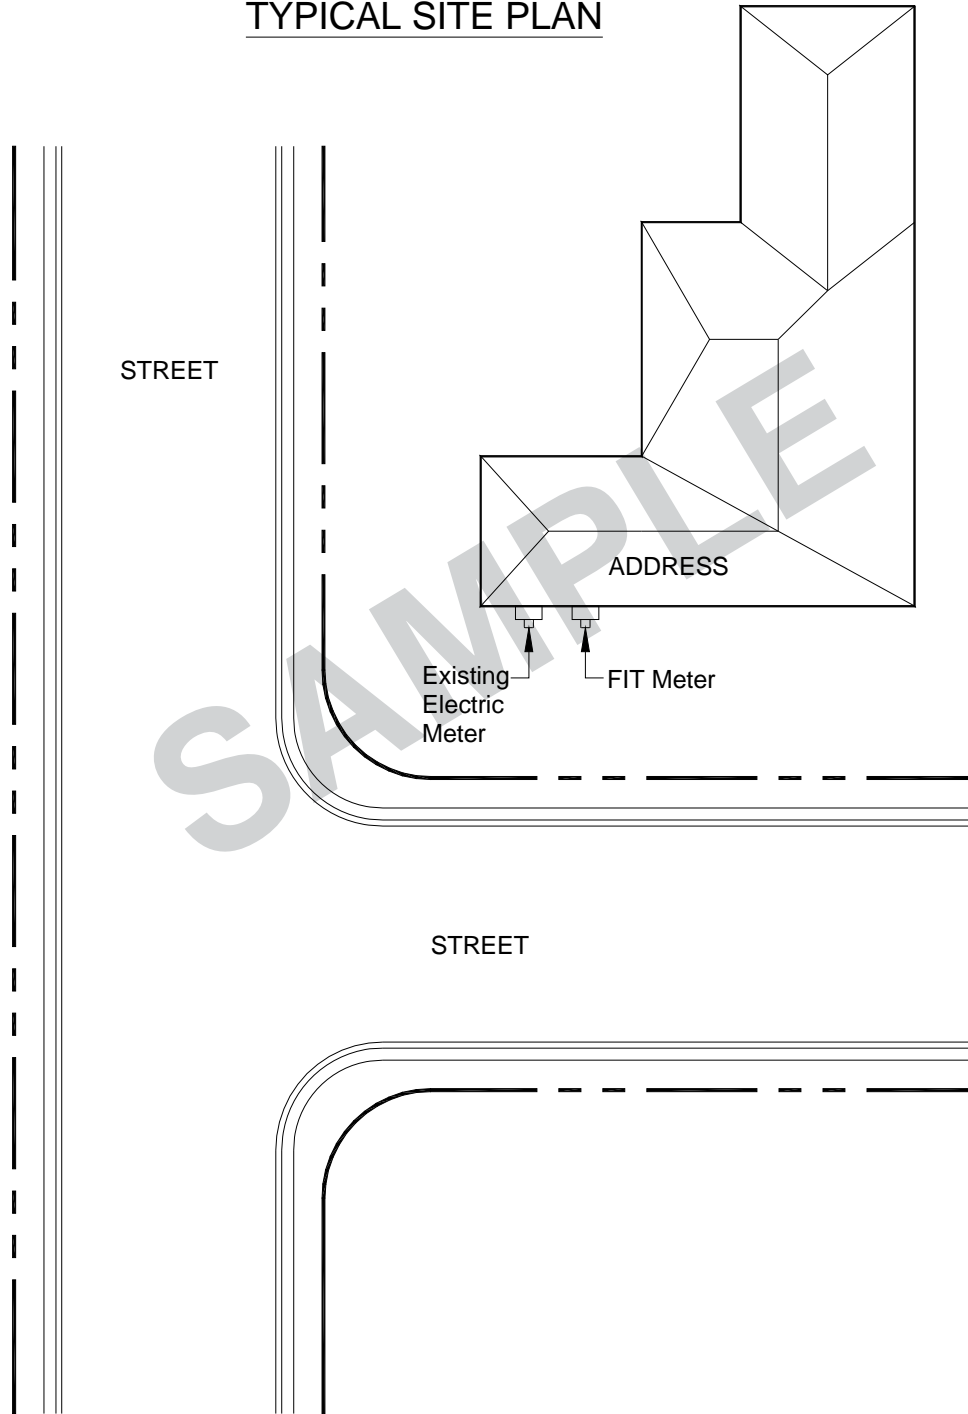 TYPICAL SITE PLAN
STREET
SAMPLE
ADDRESS
Existing
Electric
Meter
FIT Meter
STREET